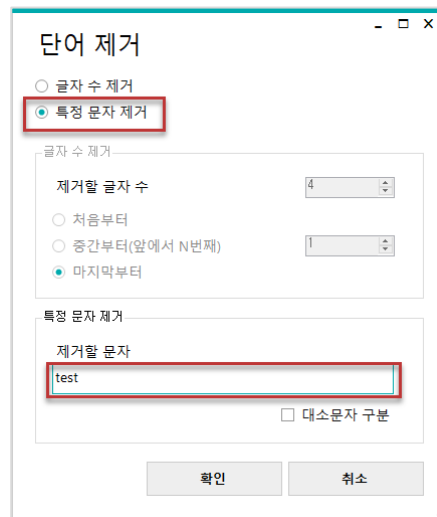 단어 제거
글자 수 제거
특정 문자 제거
글자 수 제거
제거할 글자 수 4
처음부터
중간부터(앞에서 N번째) 1
마지막부터
특정 문자 제거
제거할 문자
test
대소문자 구분
확인 취소